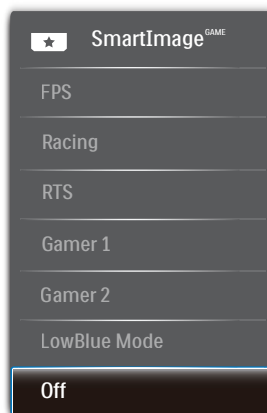 SmartImage GAME
FPS
Racing
RTS
Gamer 1
Gamer 2
LowBlue Mode
Off